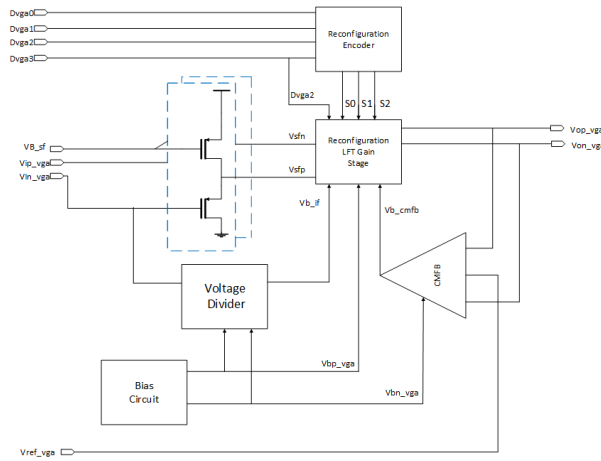 Dvga0
Dvga1
Dvga2
Dvga3
Reconfiguration
Encoder
Dvga2
S0
S1
S2
VB_sf
Vip_vga
VIn_vga
Vsfn
Vsfp
Reconfiguration
LFT Gain
Stage
Vop_vga
Von_vga
Vb_if
Vb_cmfb
CMFB
Voltage
Divider
Bias
Circuit
Vbp_vga
Vbn_vga
Vref_vga